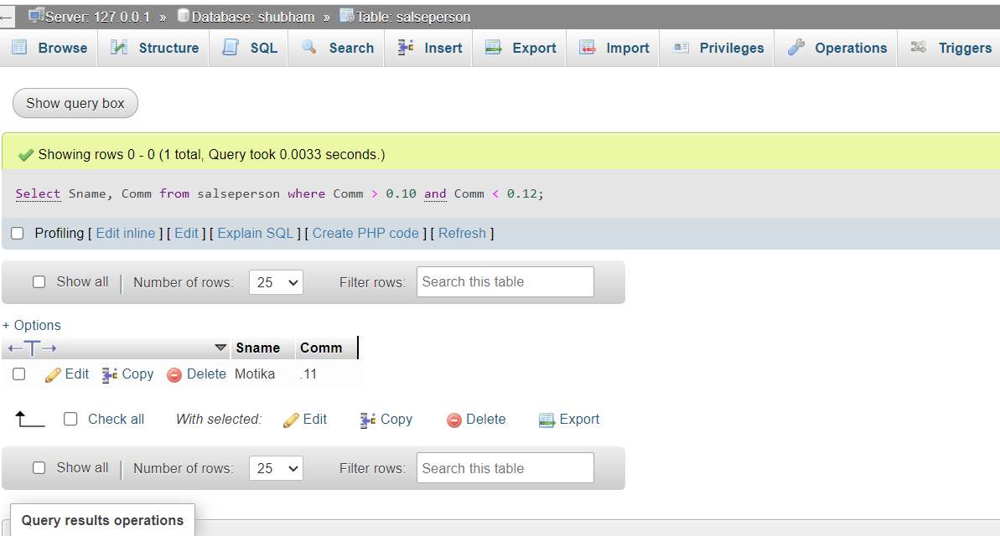 Server: 127.0.0.1 » Database: shubham » Table: salseperson
Browse Structure SQL Search Insert Export Import Privileges Operations Triggers
Show query box
Showing rows 0 - 0 (1 total, Query took 0.0033 seconds.)
Select Sname, Comm from salseperson where Comm > 0.10 and Comm < 0.12;
Profiling [ Edit inline ] [ Edit ] [ Explain SQL ] [ Create PHP code ] [ Refresh ]
Show all | Number of rows: 25 Filter rows: Search this table
+ Options
←T→ Sname Comm
Edit Copy Delete Motika .11
Check all With selected: Edit Copy Delete Export
Show all | Number of rows: 25 Filter rows: Search this table
Query results operations